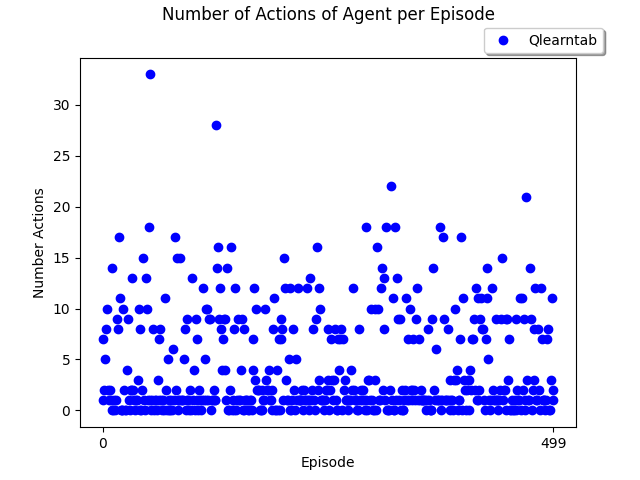 Number of Actions of Agent per Episode
Qlearntab
Number Actions
30
25
20
15
10
5
0
0
499
Episode